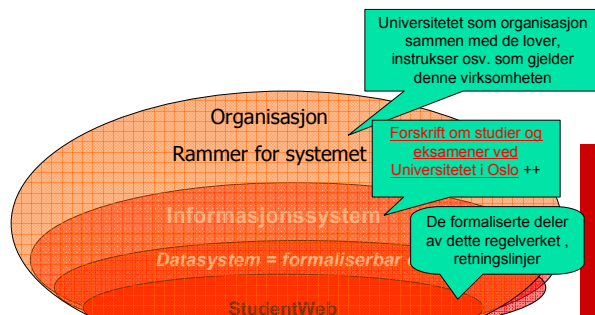 Universitetet som organisasjon
sammen med de lover,
instrukser osv. som gjelder
denne virksomheten
Organisasjon
Rammer for systemet
Forskrift om studier og
eksamener ved
Universitetet i Oslo ++
Informasjonssystem
De formaliserte deler
av dette regelverket ,
retningslinjer
Datasystem = formaliserbar
StudentWeb